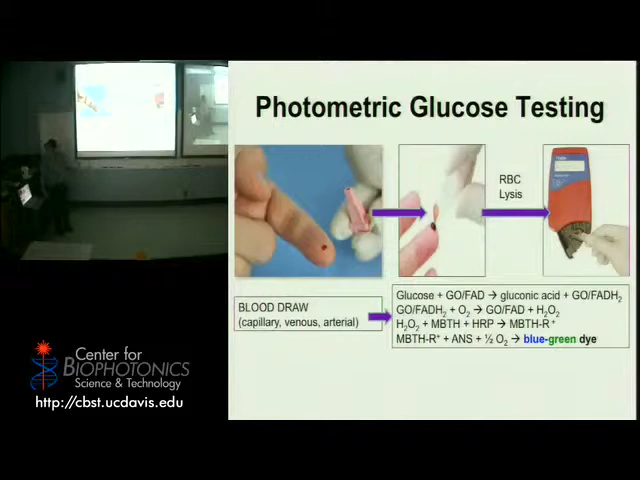 Photometric Glucose Testing
RBC
Lysis
BLOOD DRAW
(capillary, venous, arterial)
Glucose + GO/FAD → gluconic acid + GO/FADH₂
GO/FADH₂ + O₂ → GO/FAD + H₂O₂
H₂O₂ + MBTH + HRP → MBTH-R⁺
MBTH-R⁺ + ANS + ½ O₂ → blue-green dye
Center for
BIOPHOTONICS
Science & Technology
http://cbst.ucdavis.edu